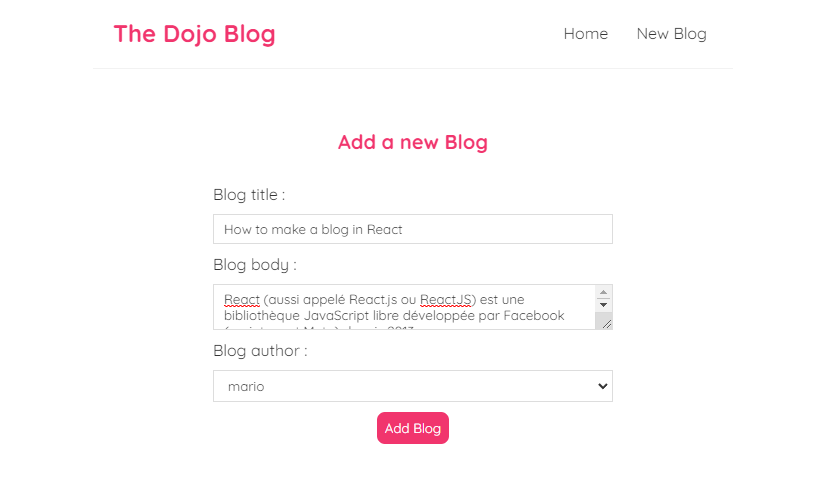 The Dojo Blog
Home
New Blog
Add a new Blog
Blog title :
How to make a blog in React
Blog body :
React (aussi appelé React.js ou ReactJS) est une
bibliothèque JavaScript libre développée par Facebook
Blog author :
mario
Add Blog